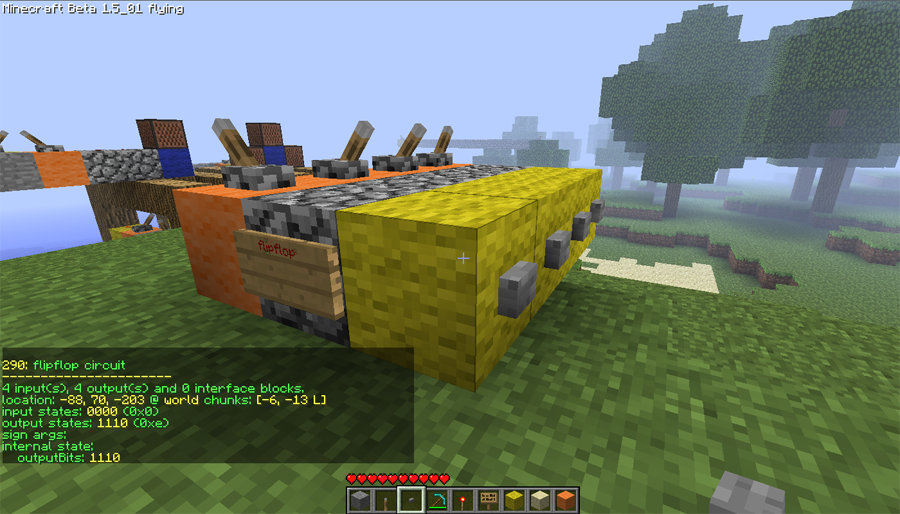 Minecraft Beta 1.5_01 flying
flipflop
290: flipflop circuit
----------------------
4 input(s), 4 output(s) and 0 interface blocks.
location: -88, 70, -203 @ world chunks: [-6, -13 L]
input states: 0000 (0x0)
output states: 1110 (0xe)
sign args:
internal state:
outputBits: 1110